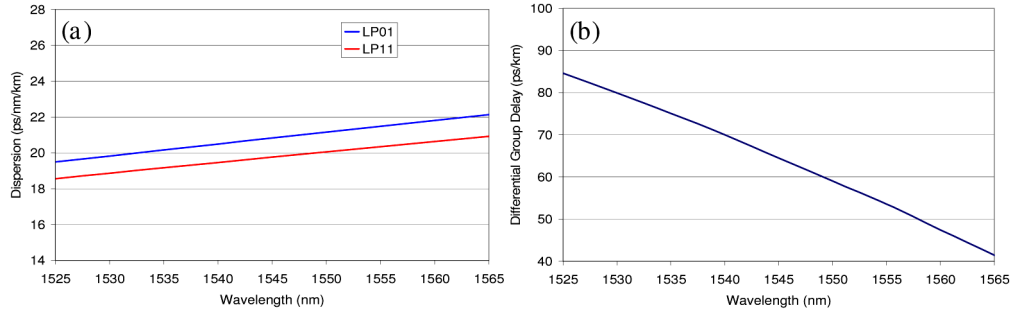 (a)
LP01
LP11
Dispersion (ps/nm/km)
28
26
24
22
20
18
16
14
1525 1530 1535 1540 1545 1550 1555 1560 1565
Wavelength (nm)
(b)
Differential Group Delay (ps/km)
100
90
80
70
60
50
40
1525 1530 1535 1540 1545 1550 1555 1560 1565
Wavelength (nm)